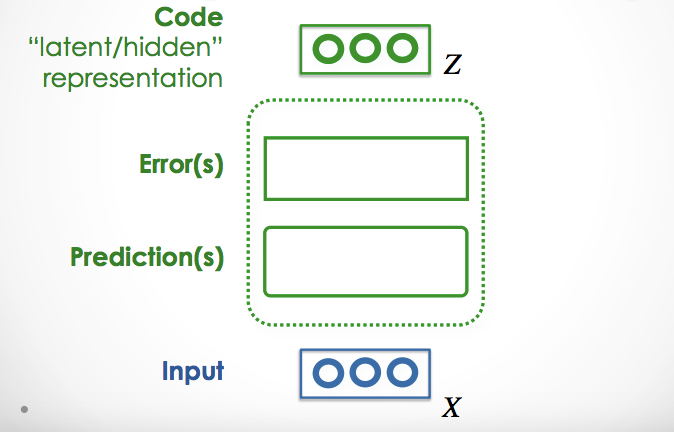 Code
“latent/hidden”
representation
Z
Error(s)
Prediction(s)
Input
X